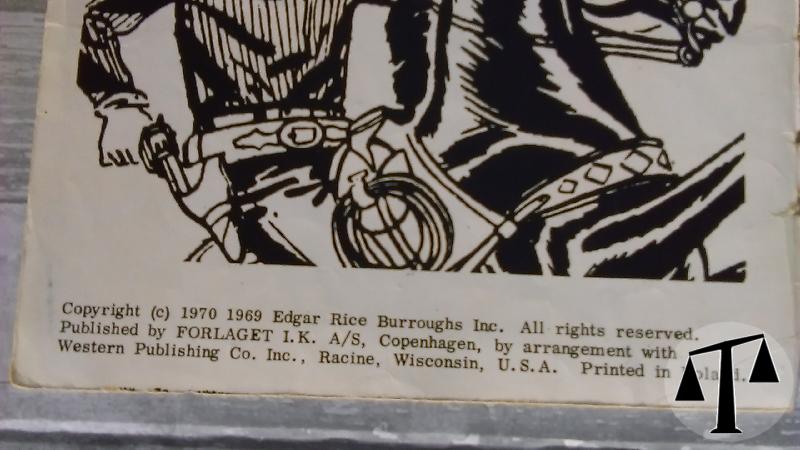 Copyright (c) 1970 1969 Edgar Rice Burroughs Inc. All rights reserved.
Published by FORLAGET I.K. A/S, Copenhagen, by arrangement with
Western Publishing Co. Inc., Racine, Wisconsin, U.S.A. Printed in